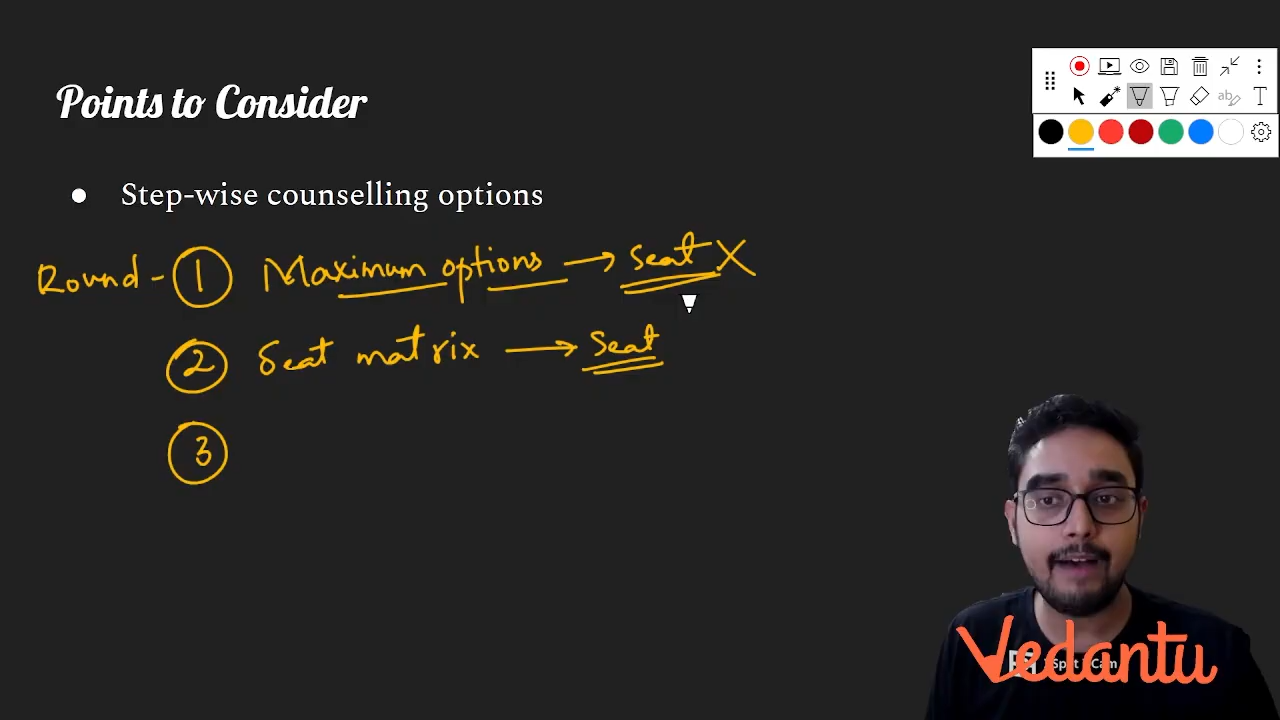 Points to Consider
● Step-wise counselling options
Round - 1 Maximum options → Seat X
2 Seat matrix → Seat
3
Vedantu